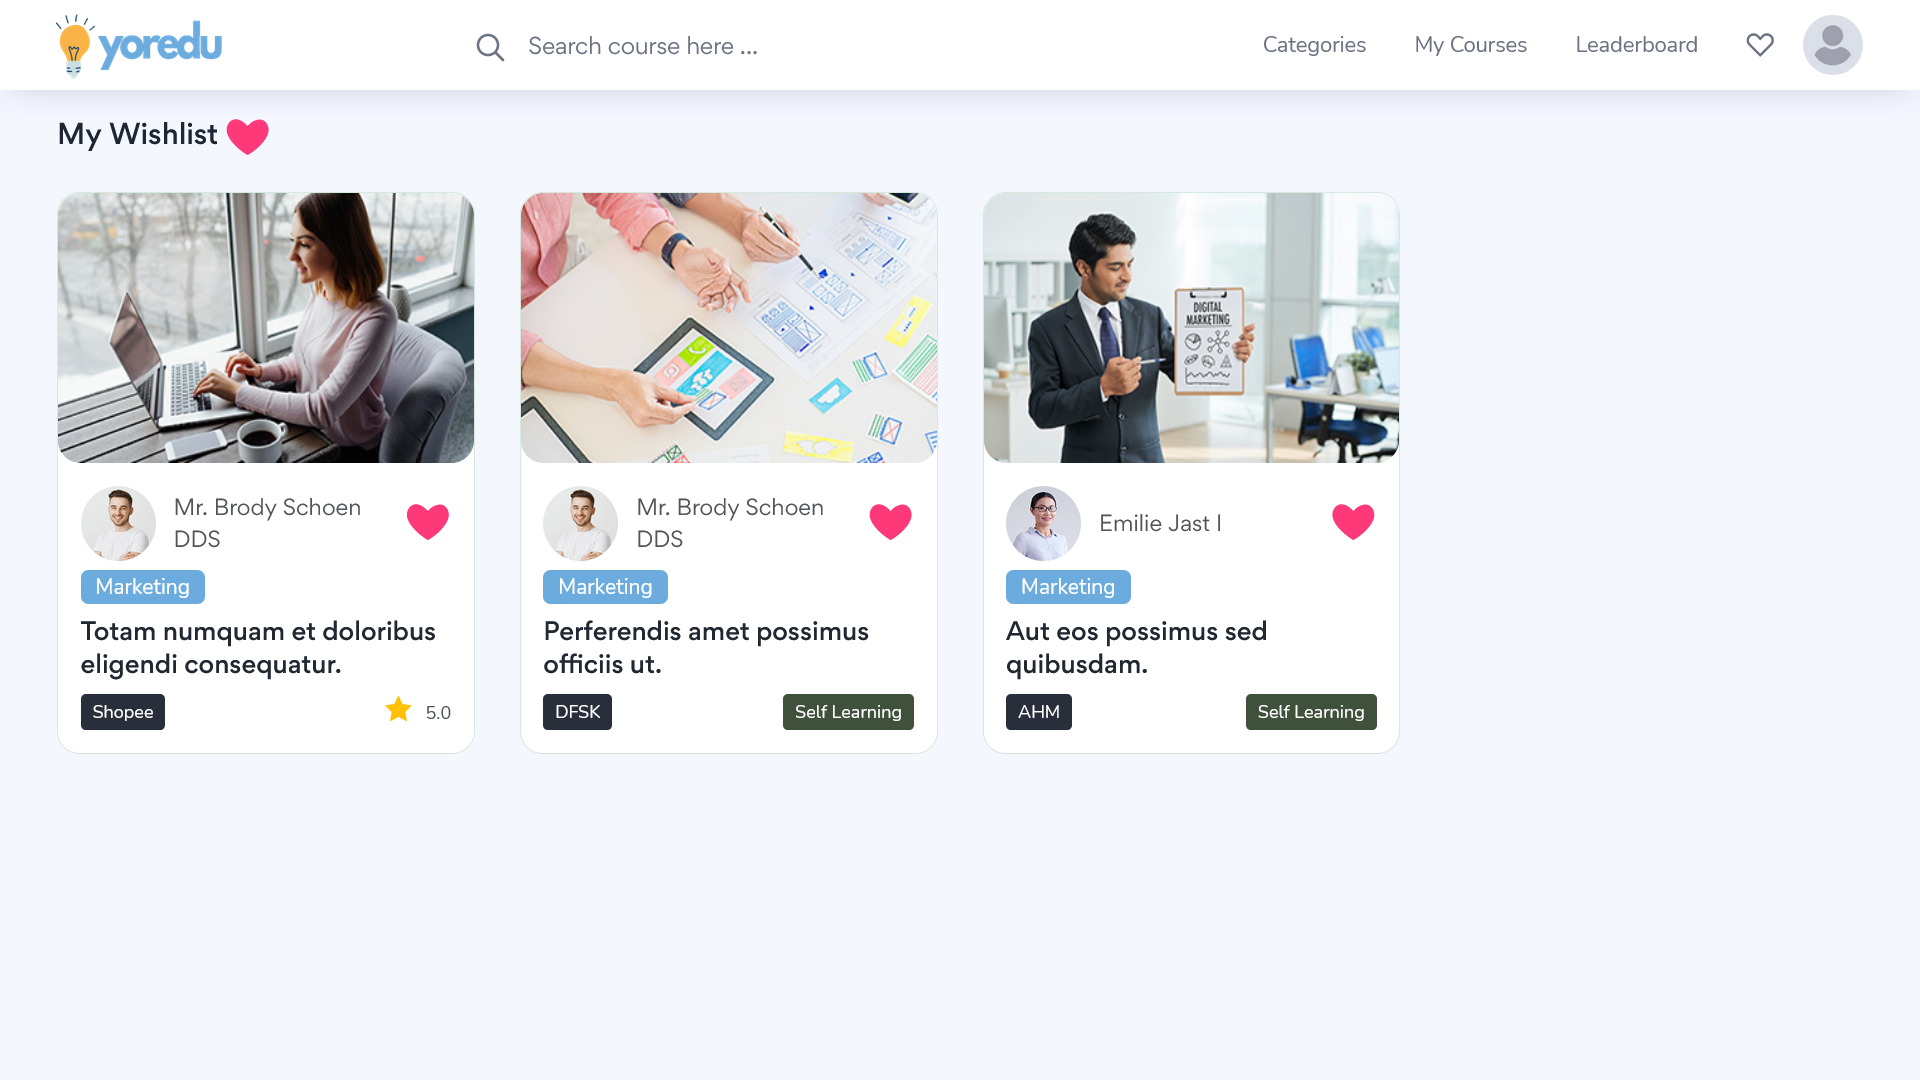 yoredu
Search course here ...
Categories
My Courses
Leaderboard
My Wishlist
DIGITAL
MARKETING
Mr. Brody Schoen
DDS
Marketing
Totam numquam et doloribus
eligendi consequatur.
Shopee
5.0
Mr. Brody Schoen
DDS
Marketing
Perferendis amet possimus
officiis ut.
DFSK
Self Learning
Emilie Jast I
Marketing
Aut eos possimus sed
quibusdam.
AHM
Self Learning